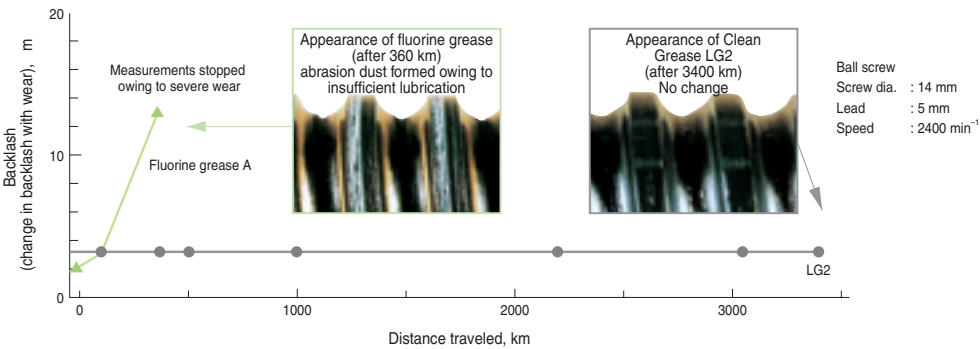 20
10
0
Backlash
(change in backlash with wear), m
Measurements stopped
owing to severe wear
Fluorine grease A
Appearance of fluorine grease
(after 360 km)
abrasion dust formed owing to
insufficient lubrication
Appearance of Clean
Grease LG2
(after 3400 km)
No change
Ball screw
Screw dia. : 14 mm
Lead : 5 mm
Speed : 2400 min⁻¹
LG2
0 1000 2000 3000
Distance traveled, km